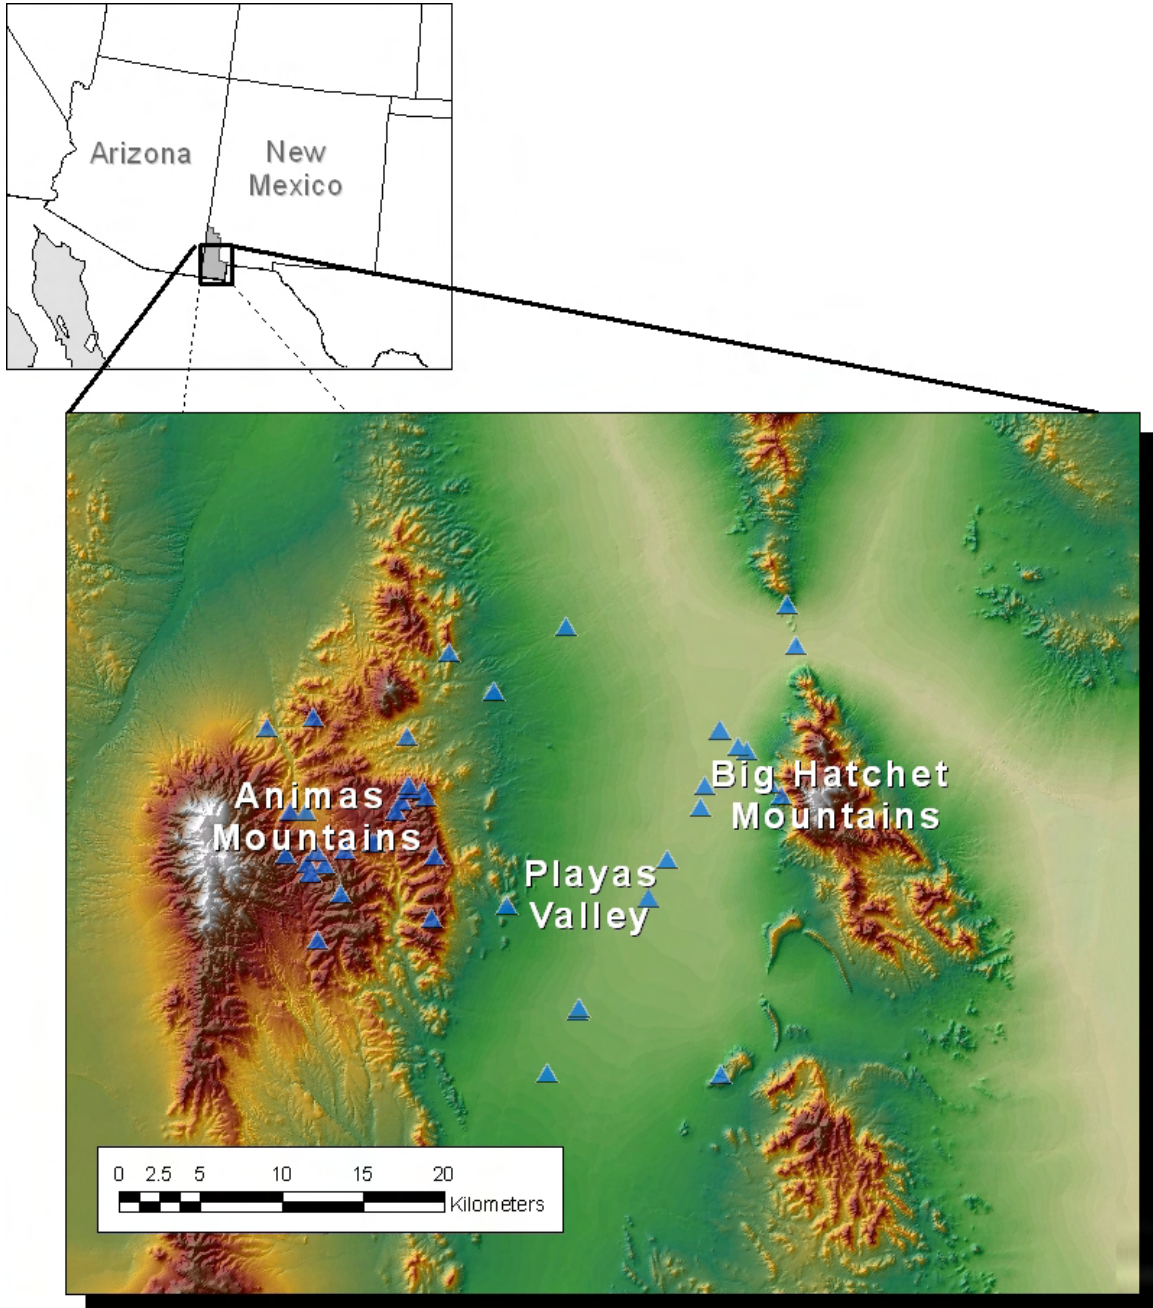 Arizona
New
Mexico
Animas
Mountains
Big Hatchet
Mountains
Playas
Valley
0 2.5 5 10 15 20
Kilometers